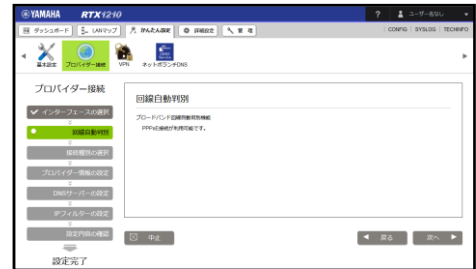 YAMAHA RTX1210
? ユーザー名なし
ダッシュボード LANマップ かんたん設定 詳細設定 管理 CONFIG SYSLOG TECHINFO
基本設定 プロバイダー接続 VPN ネットボランチDNS
プロバイダー接続
インターフェースの選択
回線自動判別
接続種別の選択
プロバイダー情報の設定
DNSサーバーの設定
IPフィルターの設定
設定内容の確認
設定完了
回線自動判別
ブロードバンド回線自動判別機能
PPPoE接続が利用可能です。
中止 戻る 次へ